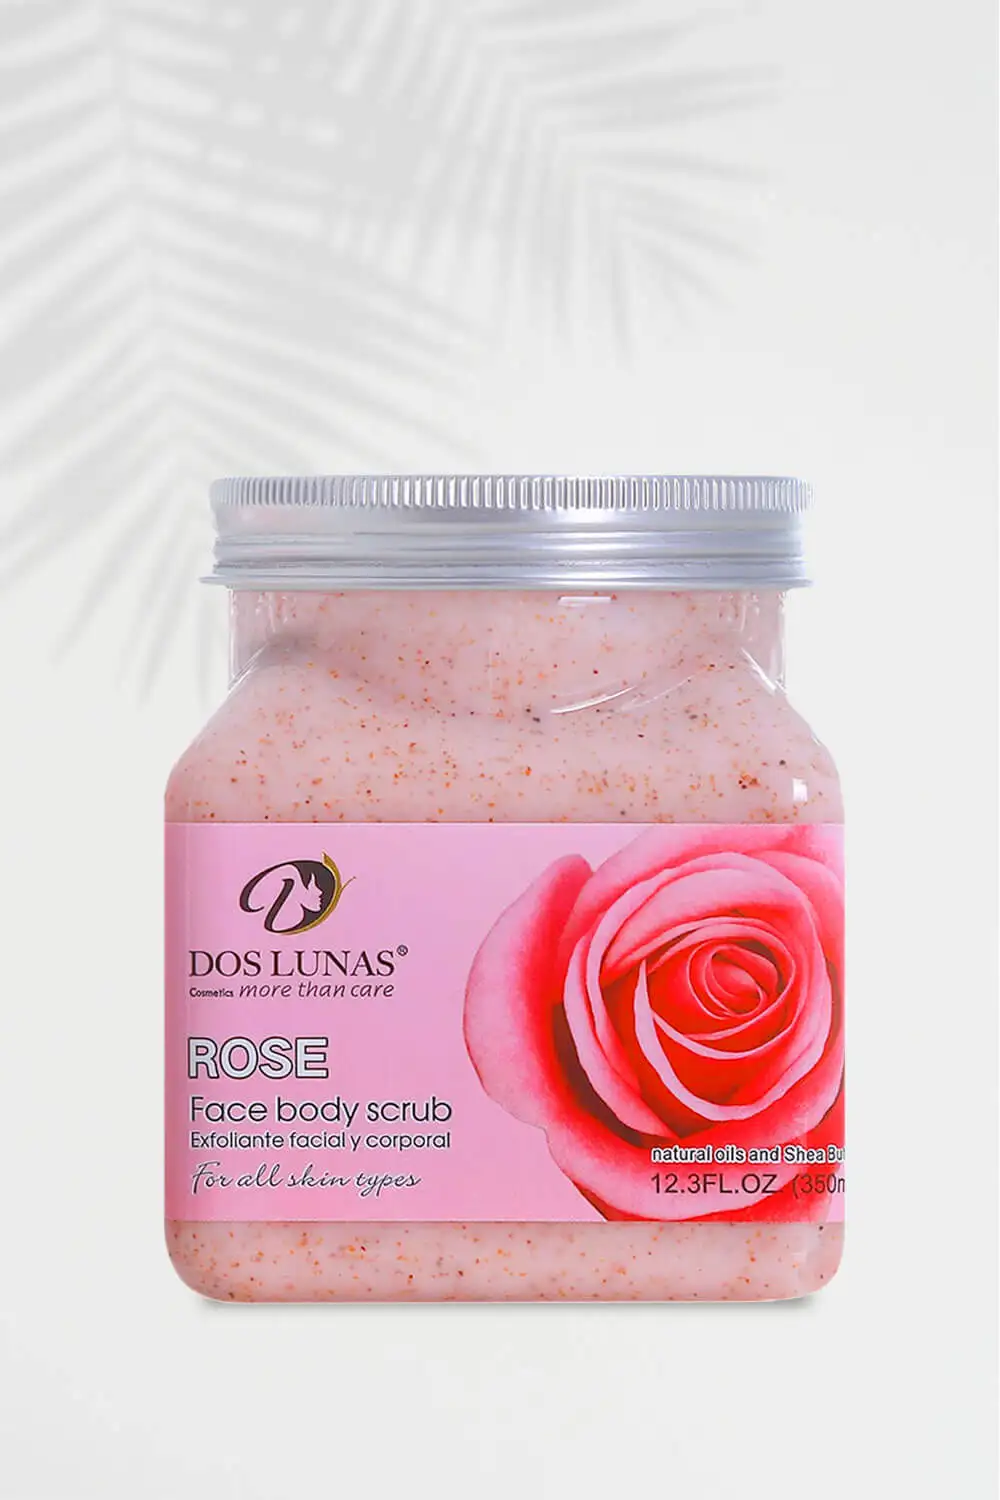 DOS LUNAS®
Cosmetics more than care
ROSE
Face body scrub
Exfoliante facial y corporal
For all skin types
natural oils and Shea
12.3FL.OZ.